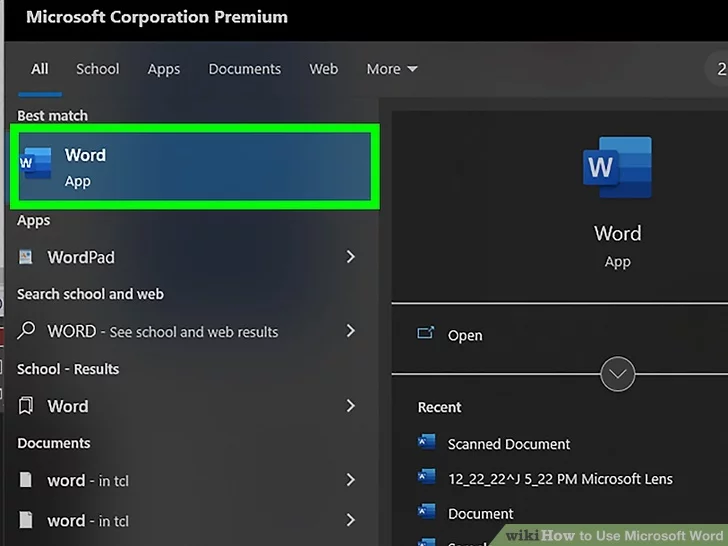 Microsoft Corporation Premium
All School Apps Documents Web More
2
Best match
W
Word
App
Apps
WordPad
Search school and web
WORD - See school and web results
School - Results
Word
Documents
word - in tcl
word - in tcl
W
Word
App
Open
Recent
Scanned Document
12_22_22^J 5_22 PM Microsoft Lens
Document
wikiHow to Use Microsoft Word